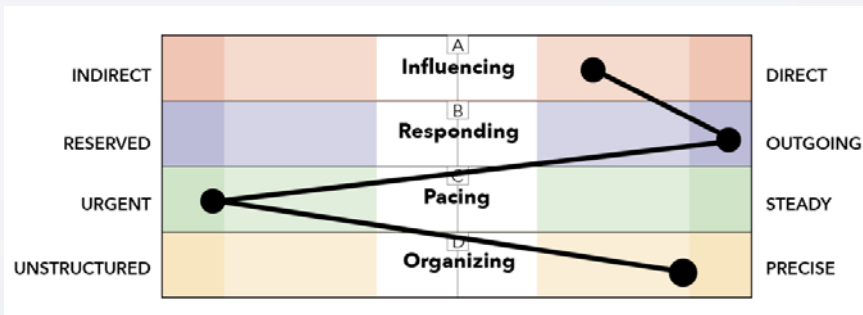 A
INDIRECT Influencing DIRECT
B
RESERVED Responding OUTGOING
C
URGENT Pacing STEADY
D
UNSTRUCTURED Organizing PRECISE